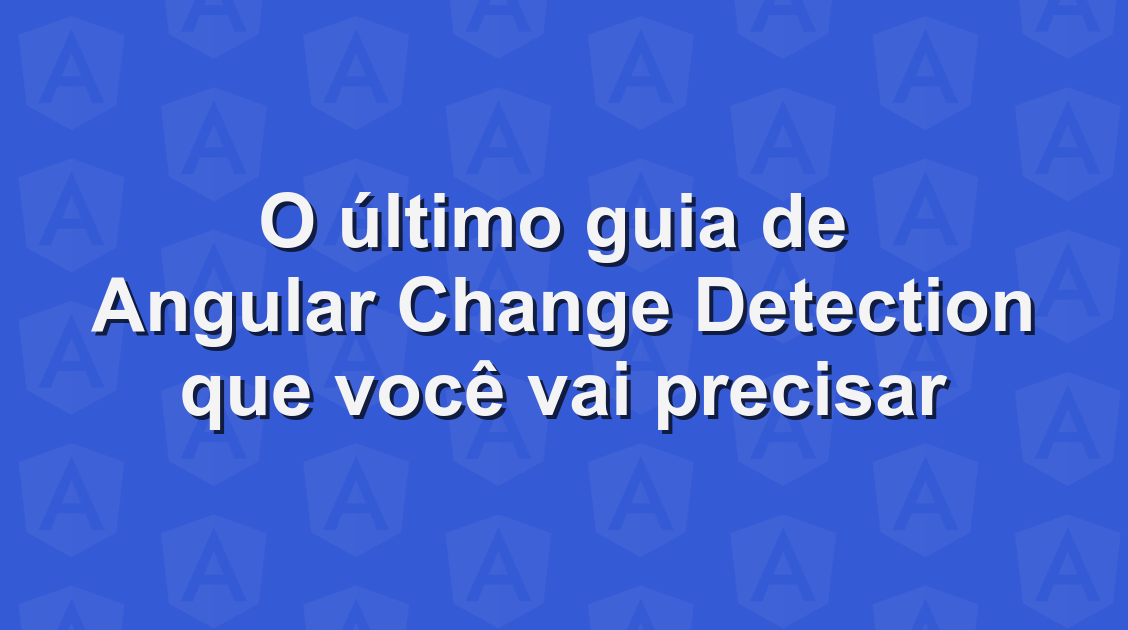 O último guia de
Angular Change Detection
que você vai precisar